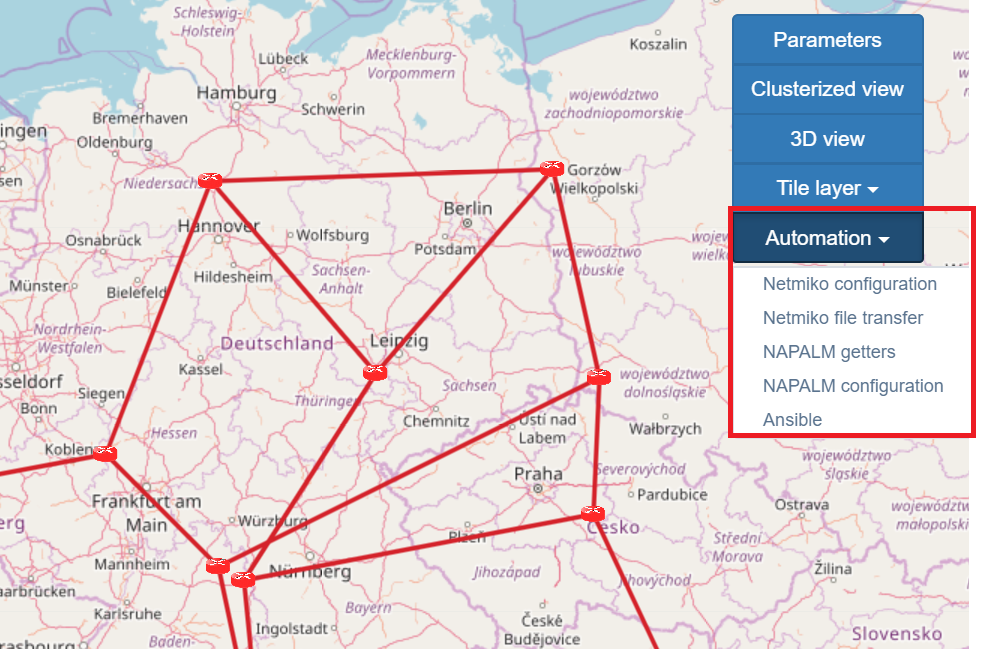 Schleswig-
Holstein
Koszalin
Lübeck
Mecklenburg-
Vorpommern
Hamburg
Schwerin
województwo
zachodniopomorskie
Bremerhaven
ingen
Oldenburg
Gorzów
Wielkopolski
sen
Niedersach
Berlin
Hannover
Wolfsburg
Osnabrück
Potsdam
województwo
lubuskie
Hildesheim
Sachsen-
Anhalt
Münster
Bielefeld
Nordrhein-
Westfalen
Deutschland
Leipzig
Kassel
sseldorf
Siegen
Sachsen
województwo
dolnośląskie
Bonn
Thüringen
Chemnitz
Ústí nad
Labem
Wałbrzych
Hessen
Koblen
Praha
Severovýchod
województwo
śląskie
Pardubice
Frankfurt am
Main
Ostrava
województwo
małopolski
erg
Würzburg
Česko
Plzeň
Střední
Morava
Mannheim
Nürnberg
Jihozápad
Jihovýchod
Žilina
aarbrücken
Karlsruhe
Bayern
České
Budějovice
Ingolstadt
Slovensko
rasbourg
Baden-
Parameters
Clusterized view
3D view
Tile layer
Automation
Netmiko configuration
Netmiko file transfer
NAPALM getters
NAPALM configuration
Ansible